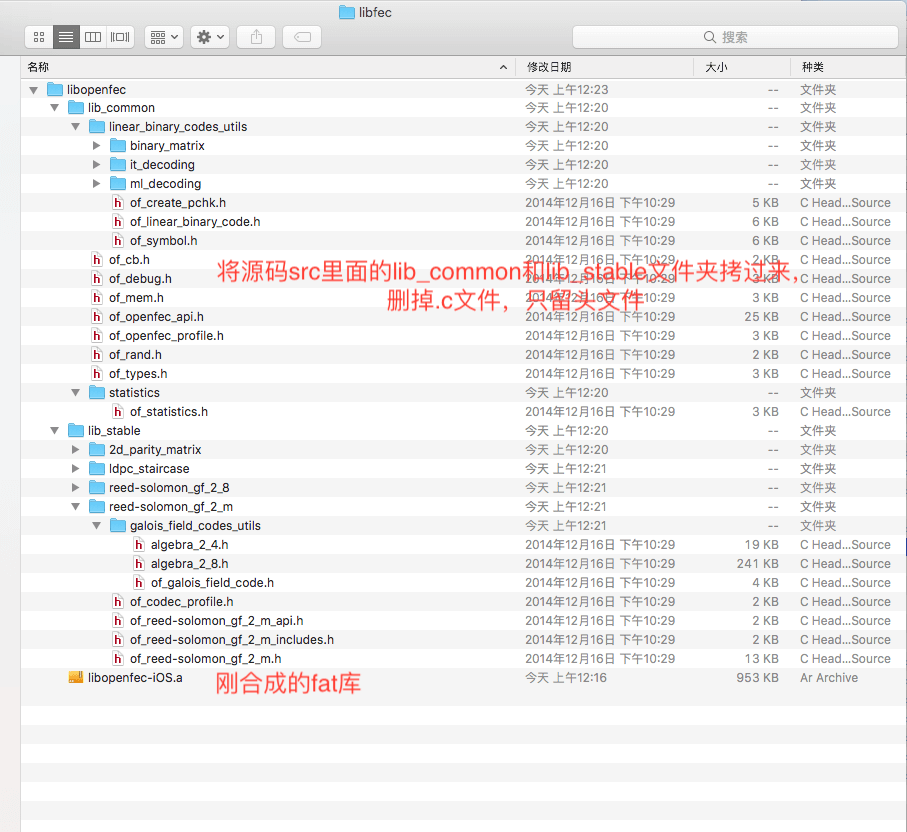 libfec
搜索
名称 修改日期 大小 种类
libopenfec 今天 上午12:23 -- 文件夹
lib_common 今天 上午12:20 -- 文件夹
linear_binary_codes_utils 今天 上午12:20 -- 文件夹
binary_matrix 今天 上午12:20 -- 文件夹
it_decoding 今天 上午12:20 -- 文件夹
ml_decoding 今天 上午12:20 -- 文件夹
of_create_pchk.h 2014年12月16日 下午10:29 5 KB C Head...Source
of_linear_binary_code.h 2014年12月16日 下午10:29 6 KB C Head...Source
of_symbol.h 2014年12月16日 下午10:29 6 KB C Head...Source
of_cb.h 2014年12月16日 下午10:29 2 KB C Head...Source
将源码src里面的lib_common和lib_stable文件夹拷过来,
of_debug.h 2014年12月16日 下午10:29 3 KB C Head...Source
删掉.c文件，只留头文件
of_mem.h 2014年12月16日 下午10:29 3 KB C Head...Source
of_openfec_api.h 2014年12月16日 下午10:29 25 KB C Head...Source
of_openfec_profile.h 2014年12月16日 下午10:29 3 KB C Head...Source
of_rand.h 2014年12月16日 下午10:29 2 KB C Head...Source
of_types.h 2014年12月16日 下午10:29 3 KB C Head...Source
statistics 今天 上午12:20 -- 文件夹
of_statistics.h 2014年12月16日 下午10:29 3 KB C Head...Source
lib_stable 今天 上午12:20 -- 文件夹
2d_parity_matrix 今天 上午12:20 -- 文件夹
ldpc_staircase 今天 上午12:21 -- 文件夹
reed-solomon_gf_2_8 今天 上午12:21 -- 文件夹
reed-solomon_gf_2_m 今天 上午12:21 -- 文件夹
galois_field_codes_utils 今天 上午12:21 -- 文件夹
algebra_2_4.h 2014年12月16日 下午10:29 19 KB C Head...Source
algebra_2_8.h 2014年12月16日 下午10:29 241 KB C Head...Source
of_galois_field_code.h 2014年12月16日 下午10:29 4 KB C Head...Source
of_codec_profile.h 2014年12月16日 下午10:29 2 KB C Head...Source
of_reed-solomon_gf_2_m_api.h 2014年12月16日 下午10:29 2 KB C Head...Source
of_reed-solomon_gf_2_m_includes.h 2014年12月16日 下午10:29 2 KB C Head...Source
of_reed-solomon_gf_2_m.h 2014年12月16日 下午10:29 13 KB C Head...Source
libopenfec-iOS.a 今天 上午12:16 953 KB Ar Archive
刚合成的fat库